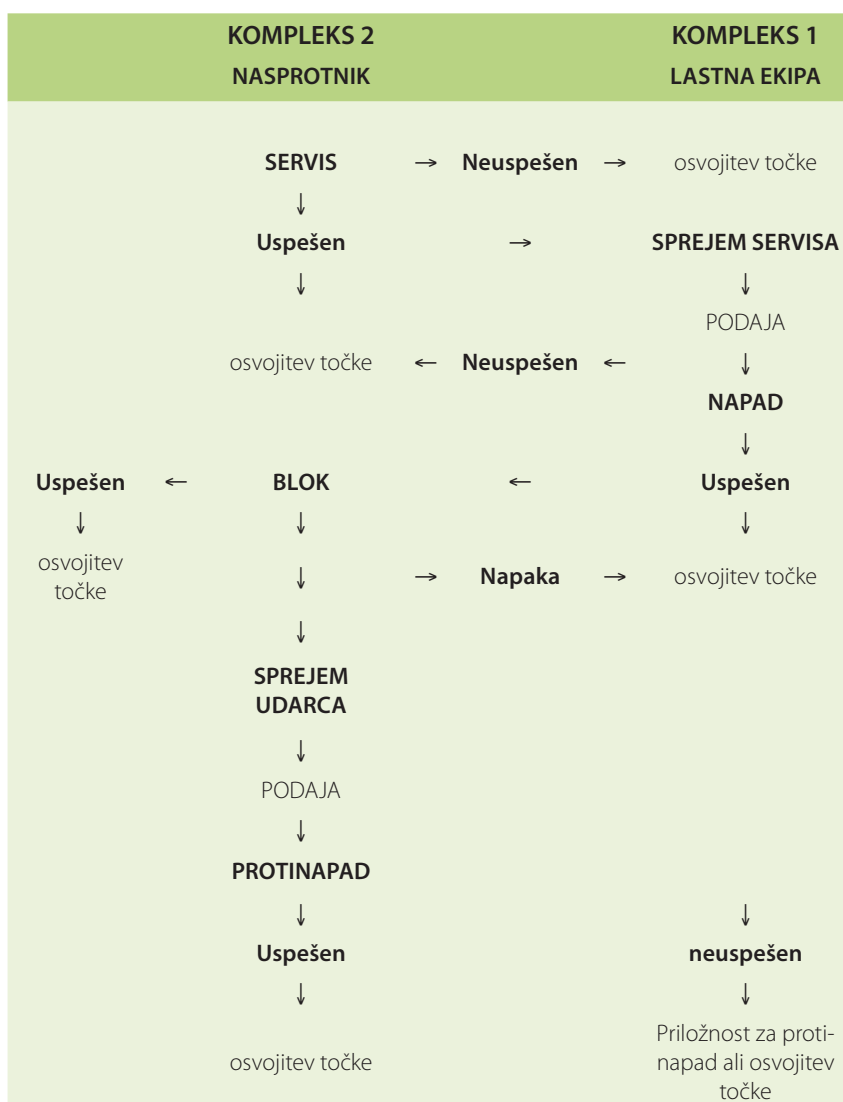 KOMPLEKS 2 KOMPLEKS 1
NASPROTNIK LASTNA EKIPA
SERVIS → Neuspešen → osvojitev točke
↓
Uspešen → SPREJEM SERVISA
↓ ↓
PODAJA
osvojitev točke ← Neuspešen ← ↓
NAPAD
↓
Uspešen ← BLOK ← Uspešen
↓ ↓ ↓
osvojitev
točke
↓ → Napaka → osvojitev točke
↓
SPREJEM
UDARCA
↓
PODAJA
↓
PROTINAPAD
↓ ↓
Uspešen neuspešen
↓ ↓
osvojitev točke
Priložnost za proti-
napad ali osvojitev
točke